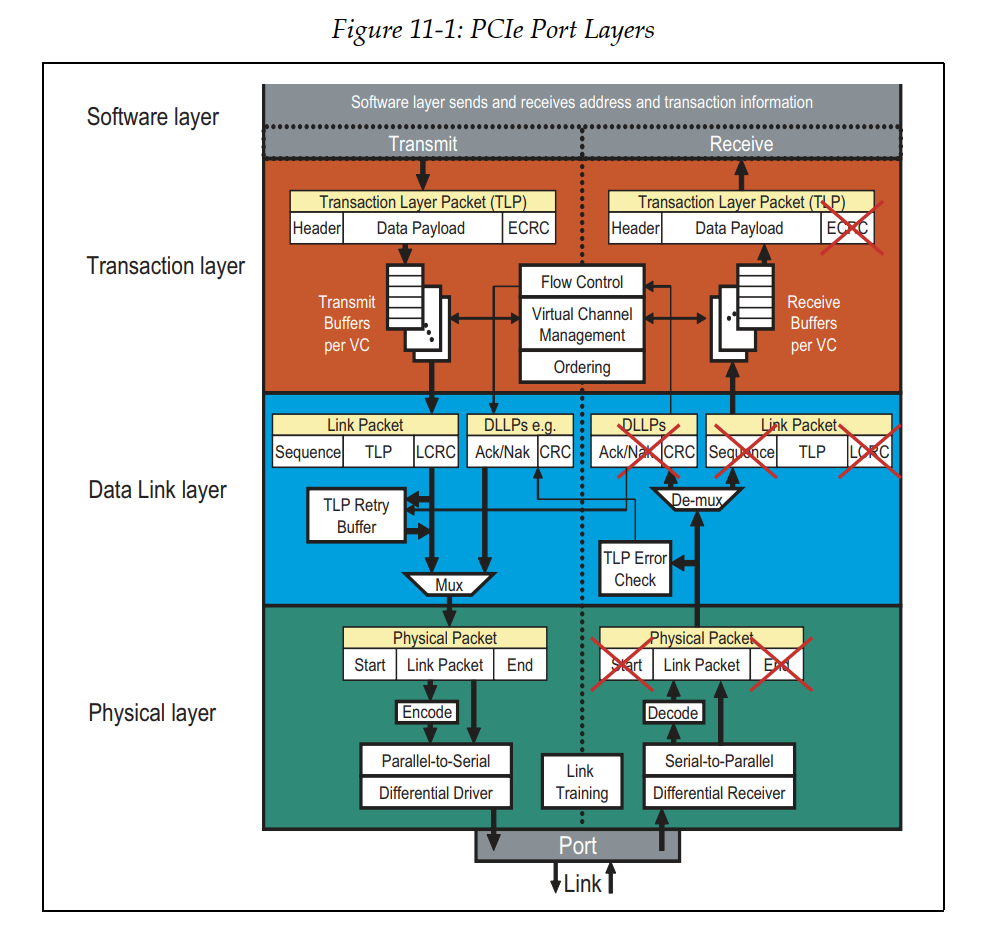 Figure 11-1: PCIe Port Layers
Software layer
Software layer sends and receives address and transaction information
Transmit
Receive
Transaction layer
Transaction Layer Packet (TLP)
Header
Data Payload
ECRC
Transaction Layer Packet (TLP)
Header
Data Payload
ECRC
Transmit
Buffers
per VC
Flow Control
Virtual Channel
Management
Ordering
Receive
Buffers
per VC
Data Link layer
Link Packet
Sequence
TLP
LCRC
DLLPs e.g.
Ack/Nak
CRC
DLLPs
Ack/Nak
CRC
Link Packet
Sequence
TLP
LCRC
TLP Retry
Buffer
De-mux
TLP Error
Check
Mux
Physical layer
Physical Packet
Start
Link Packet
End
Physical Packet
Start
Link Packet
End
Encode
Decode
Parallel-to-Serial
Differential Driver
Link
Training
Serial-to-Parallel
Differential Receiver
Port
Link